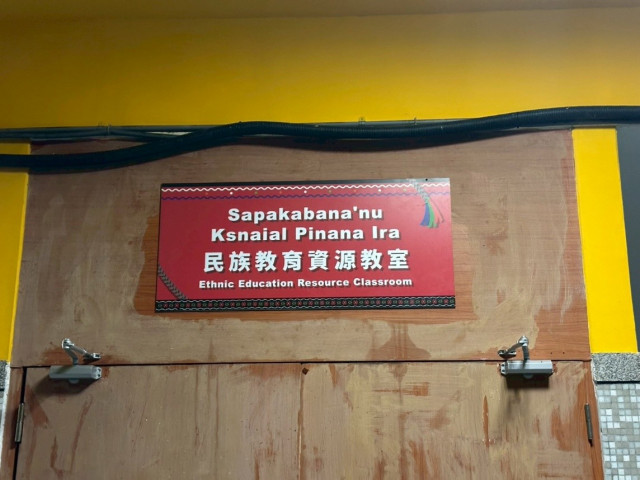 Sapakabana'nu
Ksnaial Pinana Ira
民族教育資源教室
Ethnic Education Resource Classroom